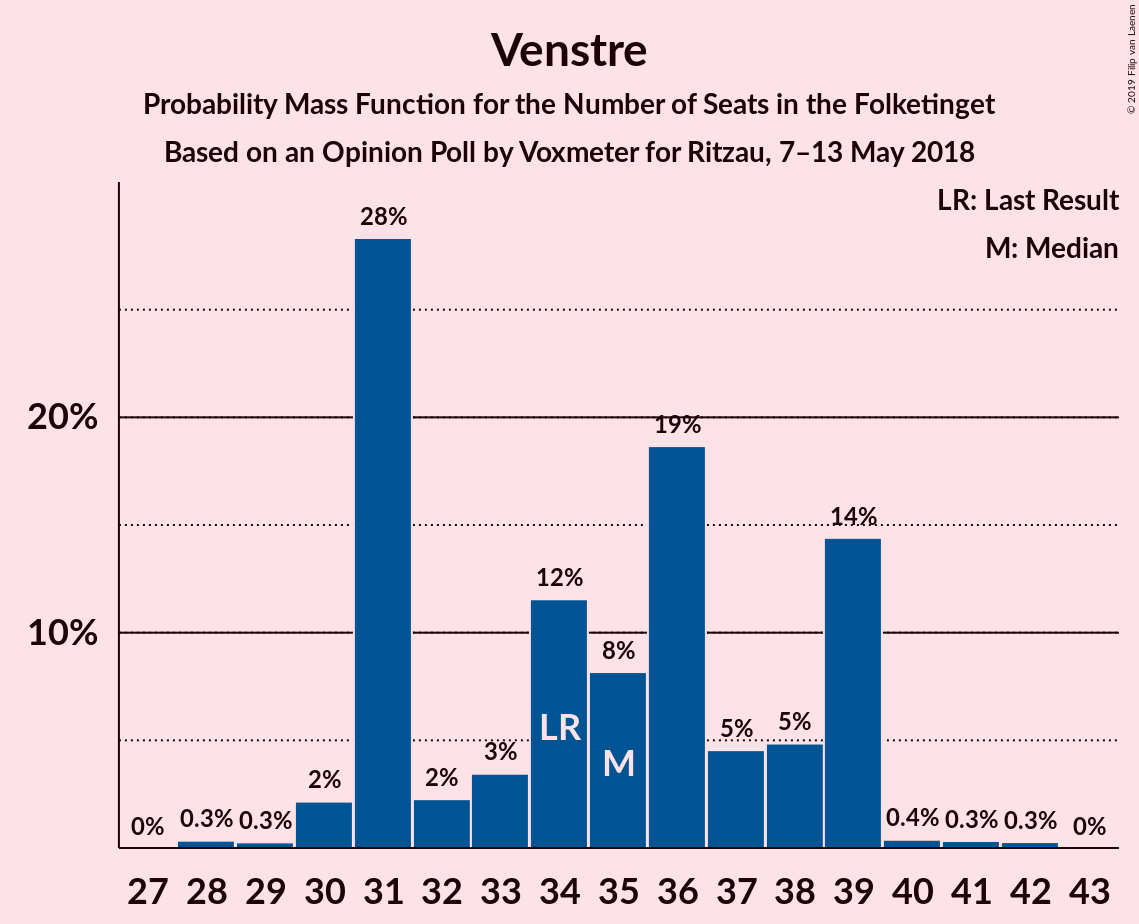 Venstre
Probability Mass Function for the Number of Seats in the Folketinget
Based on an Opinion Poll by Voxmeter for Ritzau, 7–13 May 2018
© 2019 Filip van Laenen
LR: Last Result
M: Median
20%
10%
0%
0.3%
0.3%
2%
28%
2%
3%
12%
8%
19%
5%
5%
14%
0.4%
0.3%
0.3%
0%
LR
M
27 28 29 30 31 32 33 34 35 36 37 38 39 40 41 42 43